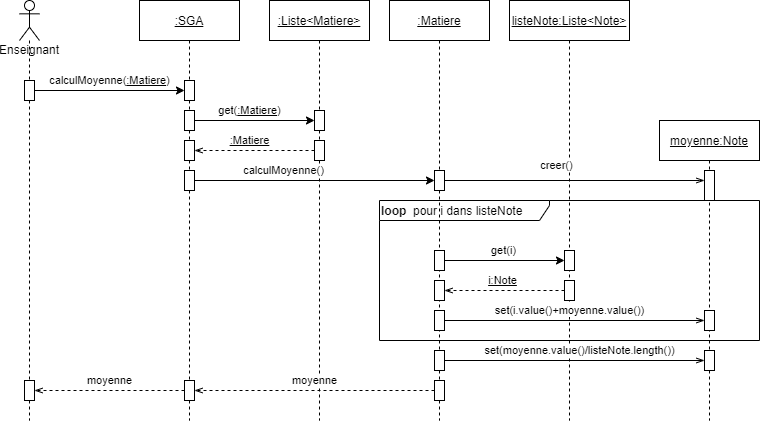 :SGA
:Liste<Matiere>
:Matiere
listeNote:Liste<Note>
Enseignant
calculMoyenne(:Matiere)
get(:Matiere)
:Matiere
moyenne:Note
calculMoyenne()
creer()
loop pour i dans listeNote
get(i)
i:Note
set(i.value()+moyenne.value())
set(moyenne.value()/listeNote.length())
moyenne
moyenne